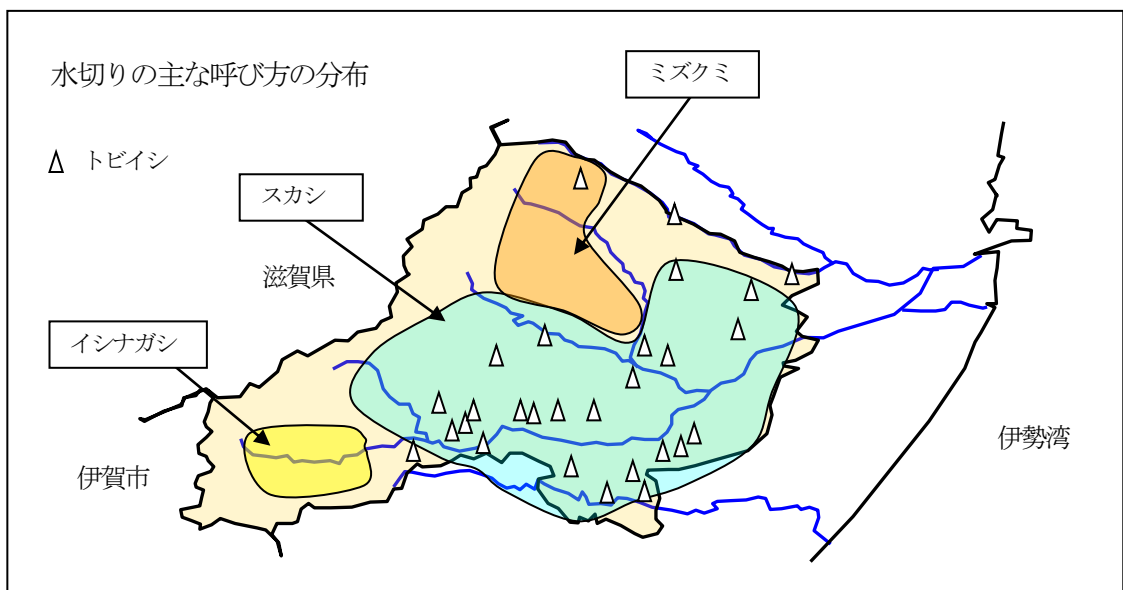 水切りの主な呼び方の分布
ミズクミ
トビイシ
スカシ
滋賀県
イシナガシ
伊勢湾
伊賀市